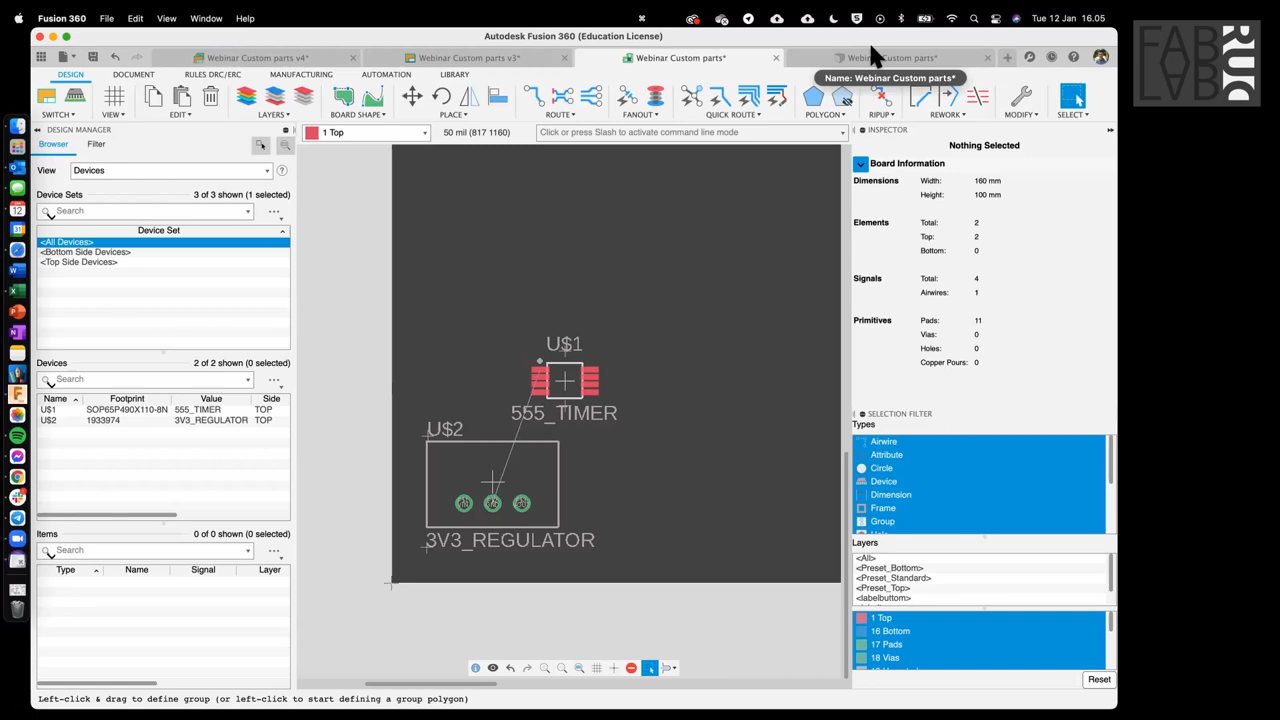 Fusion 360 File Edit View Window Help
Tue 12 Jan 16.05
Autodesk Fusion 360 (Education License)
Webinar Custom parts v4*
Webinar Custom parts v3*
Webinar Custom parts*
Webinar Custom parts*
Name: Webinar Custom parts*
DESIGN DOCUMENT RULES DRC/ERC MANUFACTURING AUTOMATION LIBRARY
SWITCH VIEW EDIT LAYERS BOARD SHAPE MOVE ROUTE FANOUT QUICK ROUTE POLYGON RIPUP REWORK MODIFY SELECT
DESIGN MANAGER
Browser Filter
View Devices
Device Sets 3 of 3 shown (1 selected)
Search
Device Set
<All Devices>
<Bottom Side Devices>
<Top Side Devices>
Devices 2 of 2 shown (0 selected)
Search
Name Footprint Value Side
U$1 SOP65P490X110-8N 555_TIMER TOP
U$2 1933974 3V3_REGULATOR TOP
Items 0 of 0 shown (0 selected)
Search
Type Name Signal Layer
1 Top
50 mil (817 1160)
Click or press Slash to activate command line mode
U$1
555_TIMER
U$2
3V3_REGULATOR
INSPECTOR
Nothing Selected
Board Information
Dimensions Width: 160 mm
Height: 100 mm
Elements Total: 2
Top: 2
Bottom: 0
Signals Total: 4
Airwires: 1
Primitives Pads: 11
Vias: 0
Holes: 0
Copper Pours: 0
SELECTION FILTER
Types
Airwire
Attribute
Circle
Device
Dimension
Frame
Group
Layers
<All>
<Preset_Bottom>
<Preset_Standard>
<Preset_Top>
<labelbuttom>
1 Top
16 Bottom
17 Pads
18 Vias
Reset
Left-click & drag to define group (or left-click to start defining a group polygon)
FAB
LAB
RUC